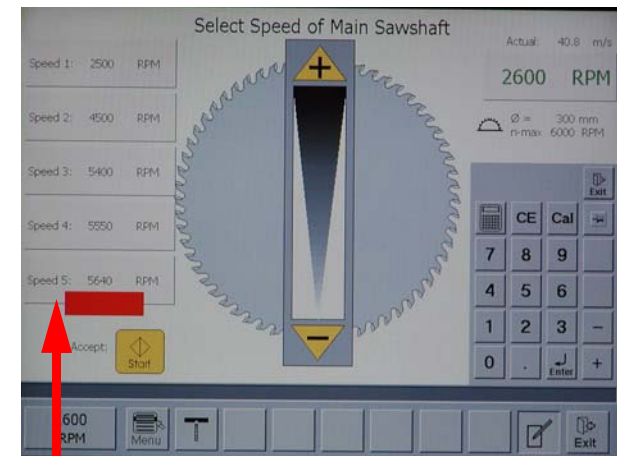 Select Speed of Main Sawshaft
Actual: 40.8 m/s
2600 RPM
Ø = 300 mm
n-max 6000 RPM
Speed 1: 2500 RPM
Speed 2: 4500 RPM
Speed 3: 5400 RPM
Speed 4: 5550 RPM
Speed 5: 5640 RPM
Accept:
Start
+
−
Exit
CE Cal
7 8 9
4 5 6
1 2 3 −
0 . Enter +
600
RPM
Menu
Exit